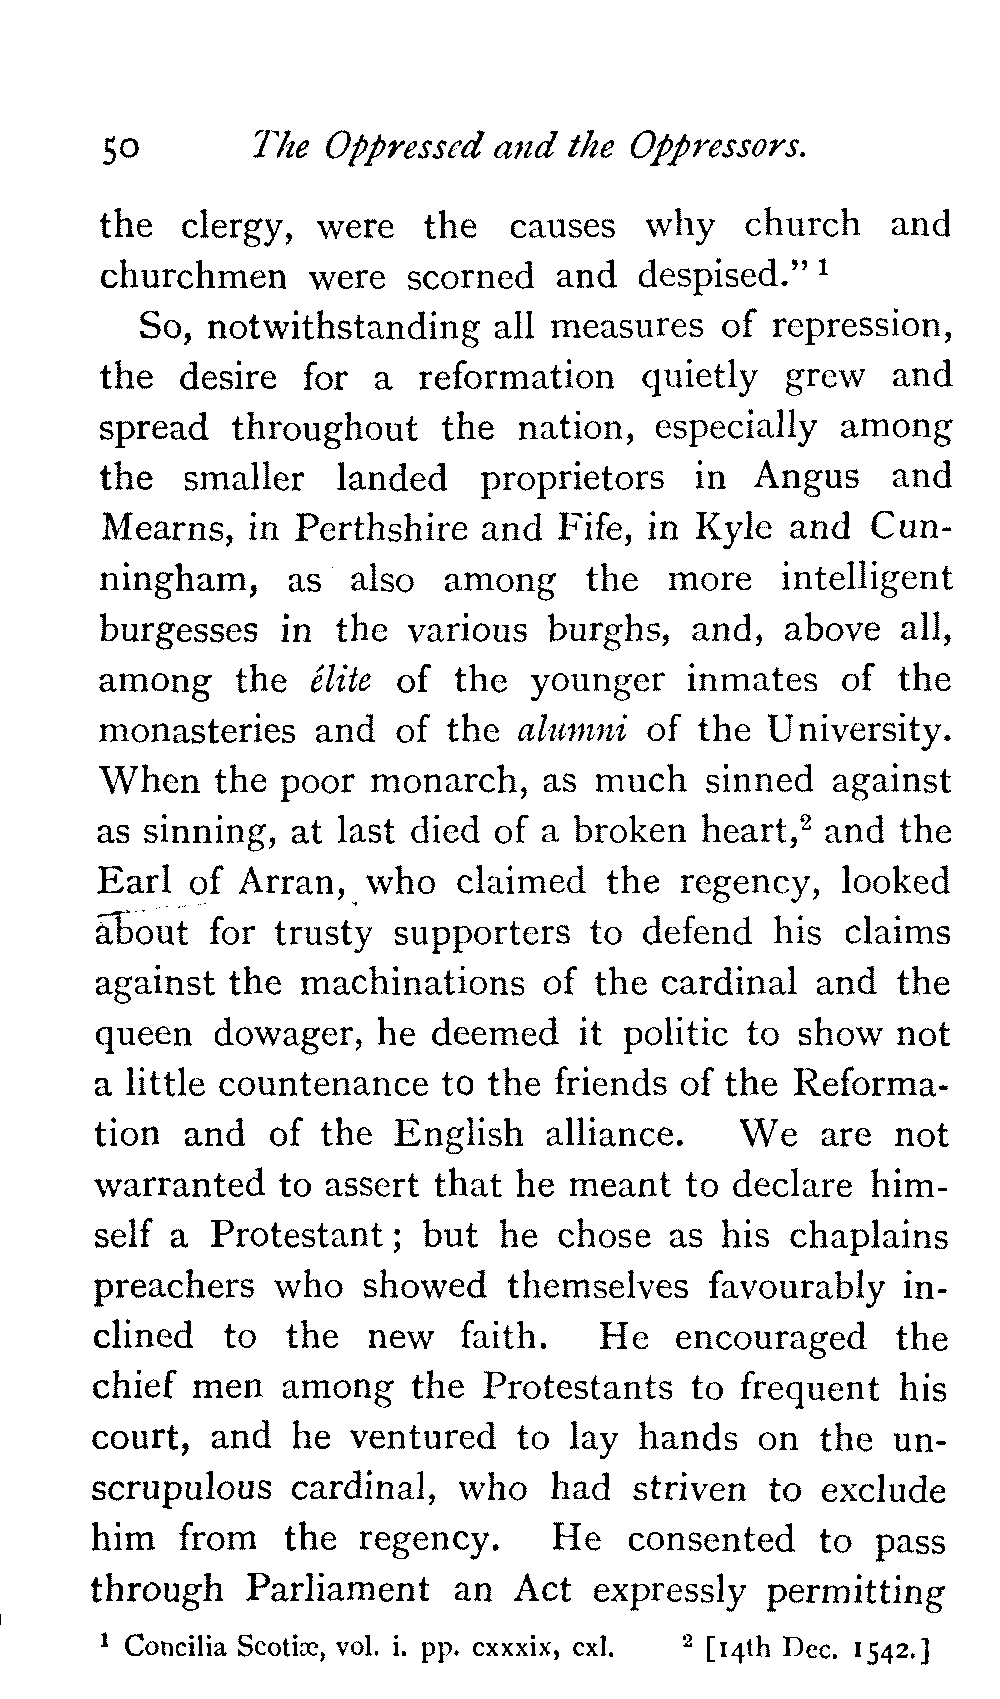 50 The Oppressed and the Oppressors.
the clergy, were the causes why church and
churchmen were scorned and despised.” ¹
So, notwithstanding all measures of repression,
the desire for a reformation quietly grew and
spread throughout the nation, especially among
the smaller landed proprietors in Angus and
Mearns, in Perthshire and Fife, in Kyle and Cun-
ningham, as also among the more intelligent
burgesses in the various burghs, and, above all,
among the élite of the younger inmates of the
monasteries and of the alumni of the University.
When the poor monarch, as much sinned against
as sinning, at last died of a broken heart,² and the
Earl of Arran, who claimed the regency, looked
about for trusty supporters to defend his claims
against the machinations of the cardinal and the
queen dowager, he deemed it politic to show not
a little countenance to the friends of the Reforma-
tion and of the English alliance. We are not
warranted to assert that he meant to declare him-
self a Protestant ; but he chose as his chaplains
preachers who showed themselves favourably in-
clined to the new faith. He encouraged the
chief men among the Protestants to frequent his
court, and he ventured to lay hands on the un-
scrupulous cardinal, who had striven to exclude
him from the regency. He consented to pass
through Parliament an Act expressly permitting
¹ Concilia Scotiæ, vol. i. pp. cxxxix, cxl. ² [14th Dec. 1542.]